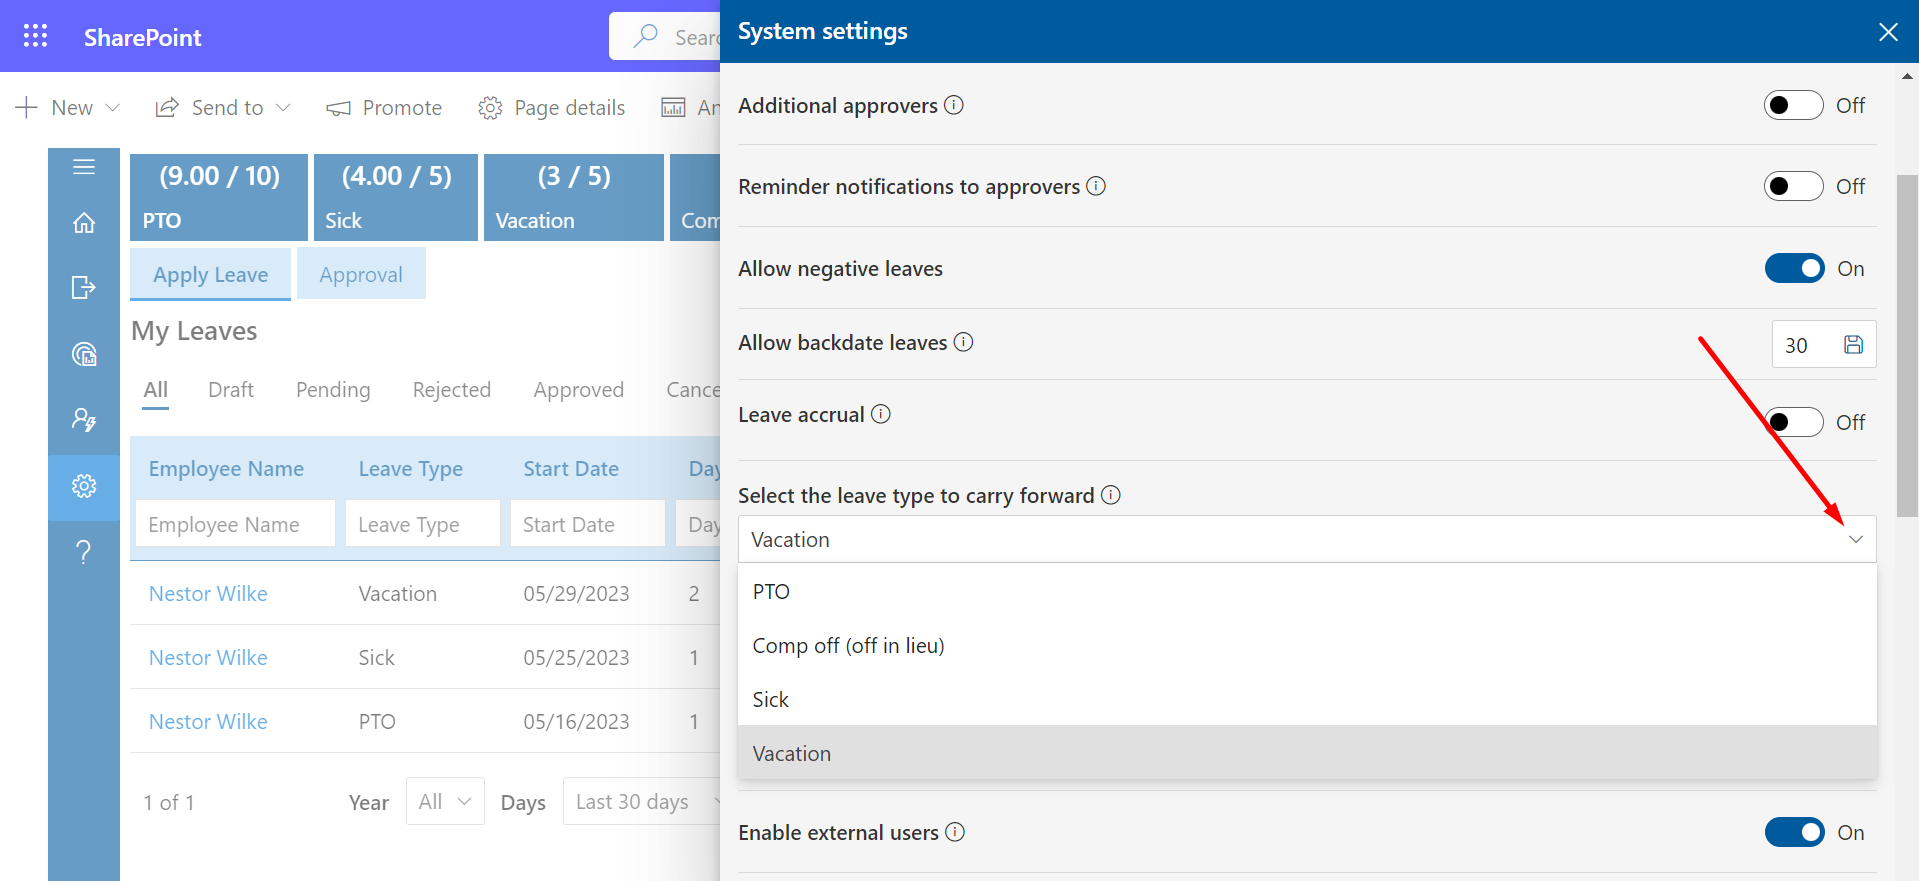 SharePoint
Sear
New
Send to
Promote
Page details
An
(9.00 / 10)
PTO
(4.00 / 5)
Sick
(3 / 5)
Vacation
Com
Apply Leave
Approval
My Leaves
All
Draft
Pending
Rejected
Approved
Cance
Employee Name
Leave Type
Start Date
Day
Employee Name
Leave Type
Start Date
Day
Nestor Wilke
Vacation
05/29/2023
2
Nestor Wilke
Sick
05/25/2023
1
Nestor Wilke
PTO
05/16/2023
1
1 of 1
Year
All
Days
Last 30 days
System settings
Additional approvers
Off
Reminder notifications to approvers
Off
Allow negative leaves
On
Allow backdate leaves
30
Leave accrual
Off
Select the leave type to carry forward
Vacation
PTO
Comp off (off in lieu)
Sick
Vacation
Enable external users
On